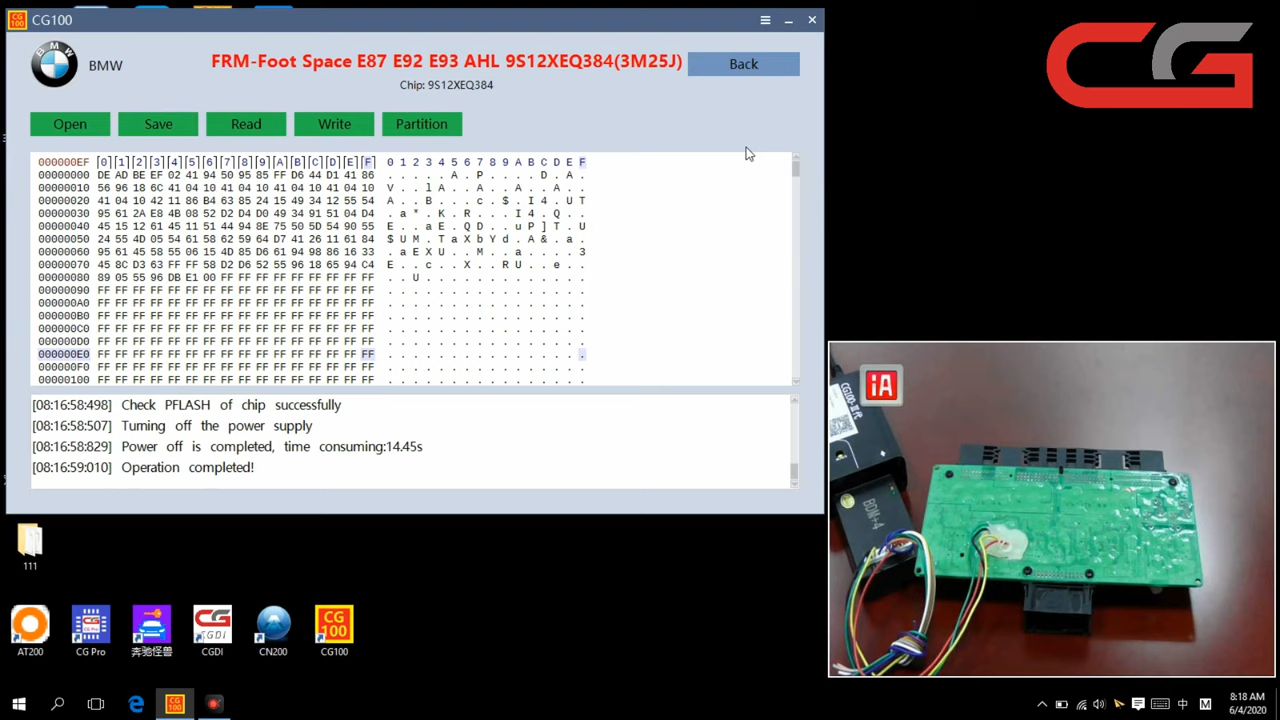 CG100
BMW
FRM-Foot Space E87 E92 E93 AHL 9S12XEQ384(3M25J)
Back
Chip: 9S12XEQ384
Open Save Read Write Partition
000000EF [0][1][2][3][4][5][6][7][8][9][A][B][C][D][E][F] 0 1 2 3 4 5 6 7 8 9 A B C D E F
00000000 DE AD BE EF 02 41 94 50 95 85 FF D6 44 D1 41 86 . . . . . A . P . . . . D . A .
00000010 56 96 18 6C 41 04 10 41 04 10 41 04 10 41 04 10 V . . l A . . A . . A . . A . .
00000020 41 04 10 42 11 86 B4 63 85 24 15 49 34 12 55 54 A . . B . . . c . $ . I 4 . U T
00000030 95 61 2A E8 4B 08 52 D2 D4 D0 49 34 91 51 04 D4 . a * . K . R . . . I 4 . Q . .
00000040 45 15 12 61 45 11 51 44 94 8E 75 50 5D 54 90 55 E . . a E . Q D . . u P ] T . U
00000050 24 55 4D 05 54 61 58 62 59 64 D7 41 26 11 61 84 $ U M . T a X b Y d . A & . a .
00000060 95 61 45 58 55 06 15 4D 85 D6 61 94 98 86 16 33 . a E X U . . M . . a . . . . 3
00000070 45 8C D3 63 FF FF 58 D2 D6 52 55 96 18 65 94 C4 E . . c . . X . . R U . . e . .
00000080 89 05 55 96 DB E1 00 FF FF FF FF FF FF FF FF FF . . U . . . . . . . . . . . . .
00000090 FF FF FF FF FF FF FF FF FF FF FF FF FF FF FF FF . . . . . . . . . . . . . . . .
000000A0 FF FF FF FF FF FF FF FF FF FF FF FF FF FF FF FF . . . . . . . . . . . . . . . .
000000B0 FF FF FF FF FF FF FF FF FF FF FF FF FF FF FF FF . . . . . . . . . . . . . . . .
000000C0 FF FF FF FF FF FF FF FF FF FF FF FF FF FF FF FF . . . . . . . . . . . . . . . .
000000D0 FF FF FF FF FF FF FF FF FF FF FF FF FF FF FF FF . . . . . . . . . . . . . . . .
000000E0 FF FF FF FF FF FF FF FF FF FF FF FF FF FF FF FF . . . . . . . . . . . . . . . .
000000F0 FF FF FF FF FF FF FF FF FF FF FF FF FF FF FF FF . . . . . . . . . . . . . . . .
00000100 FF FF FF FF FF FF FF FF FF FF FF FF FF FF FF FF . . . . . . . . . . . . . . . .
[08:16:58:498] Check PFLASH of chip successfully
[08:16:58:507] Turning off the power supply
[08:16:58:829] Power off is completed, time consuming:14.45s
[08:16:59:010] Operation completed!
CG
iA
CG100-III代
BDM+4
111
AT200 CG Pro 奔驰怪兽 CGDI CN200 CG100
中
M
8:18 AM
6/4/2020